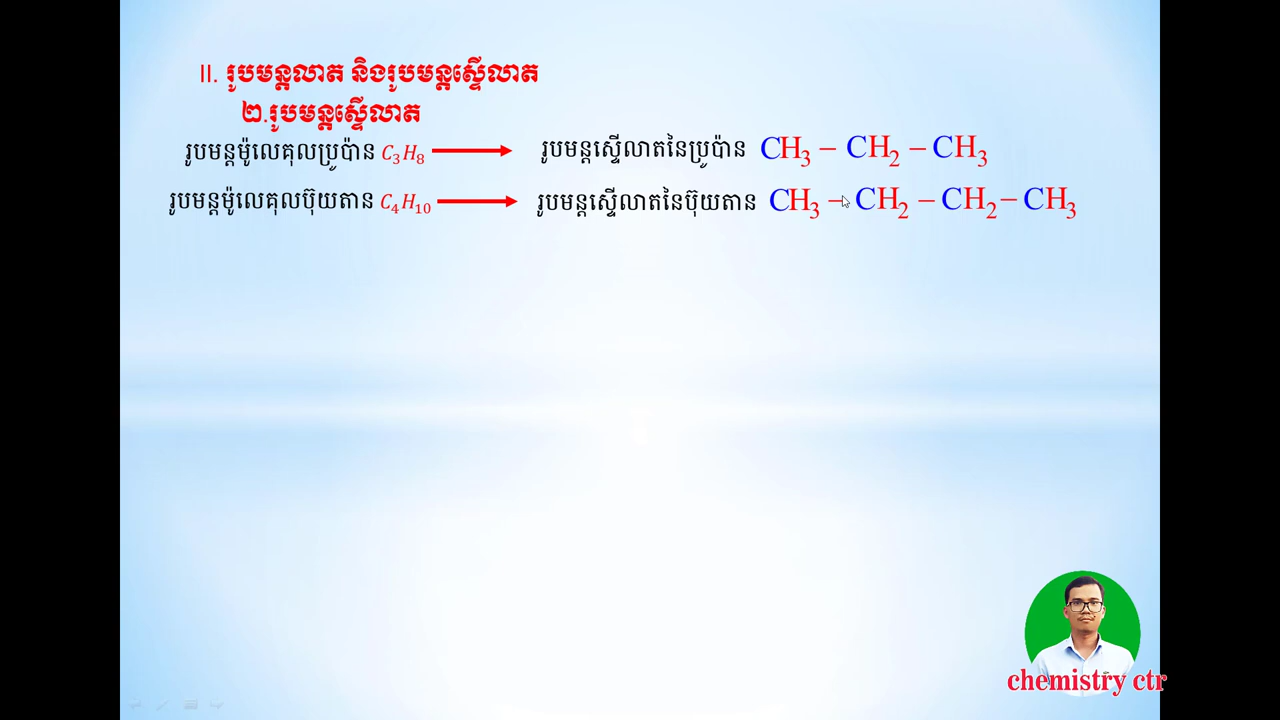 II. រូបមន្តលាត និងរូបមន្តស្ទើលាត
២.រូបមន្តស្ទើលាត
រូបមន្តម៉ូលេគុលប្រូប៉ាន C₃H₈ → រូបមន្តស្ទើលាតនៃប្រូប៉ាន CH₃ – CH₂ – CH₃
រូបមន្តម៉ូលេគុលប៊ុយតាន C₄H₁₀ → រូបមន្តស្ទើលាតនៃប៊ុយតាន CH₃ – CH₂ – CH₂ – CH₃
chemistry ctr